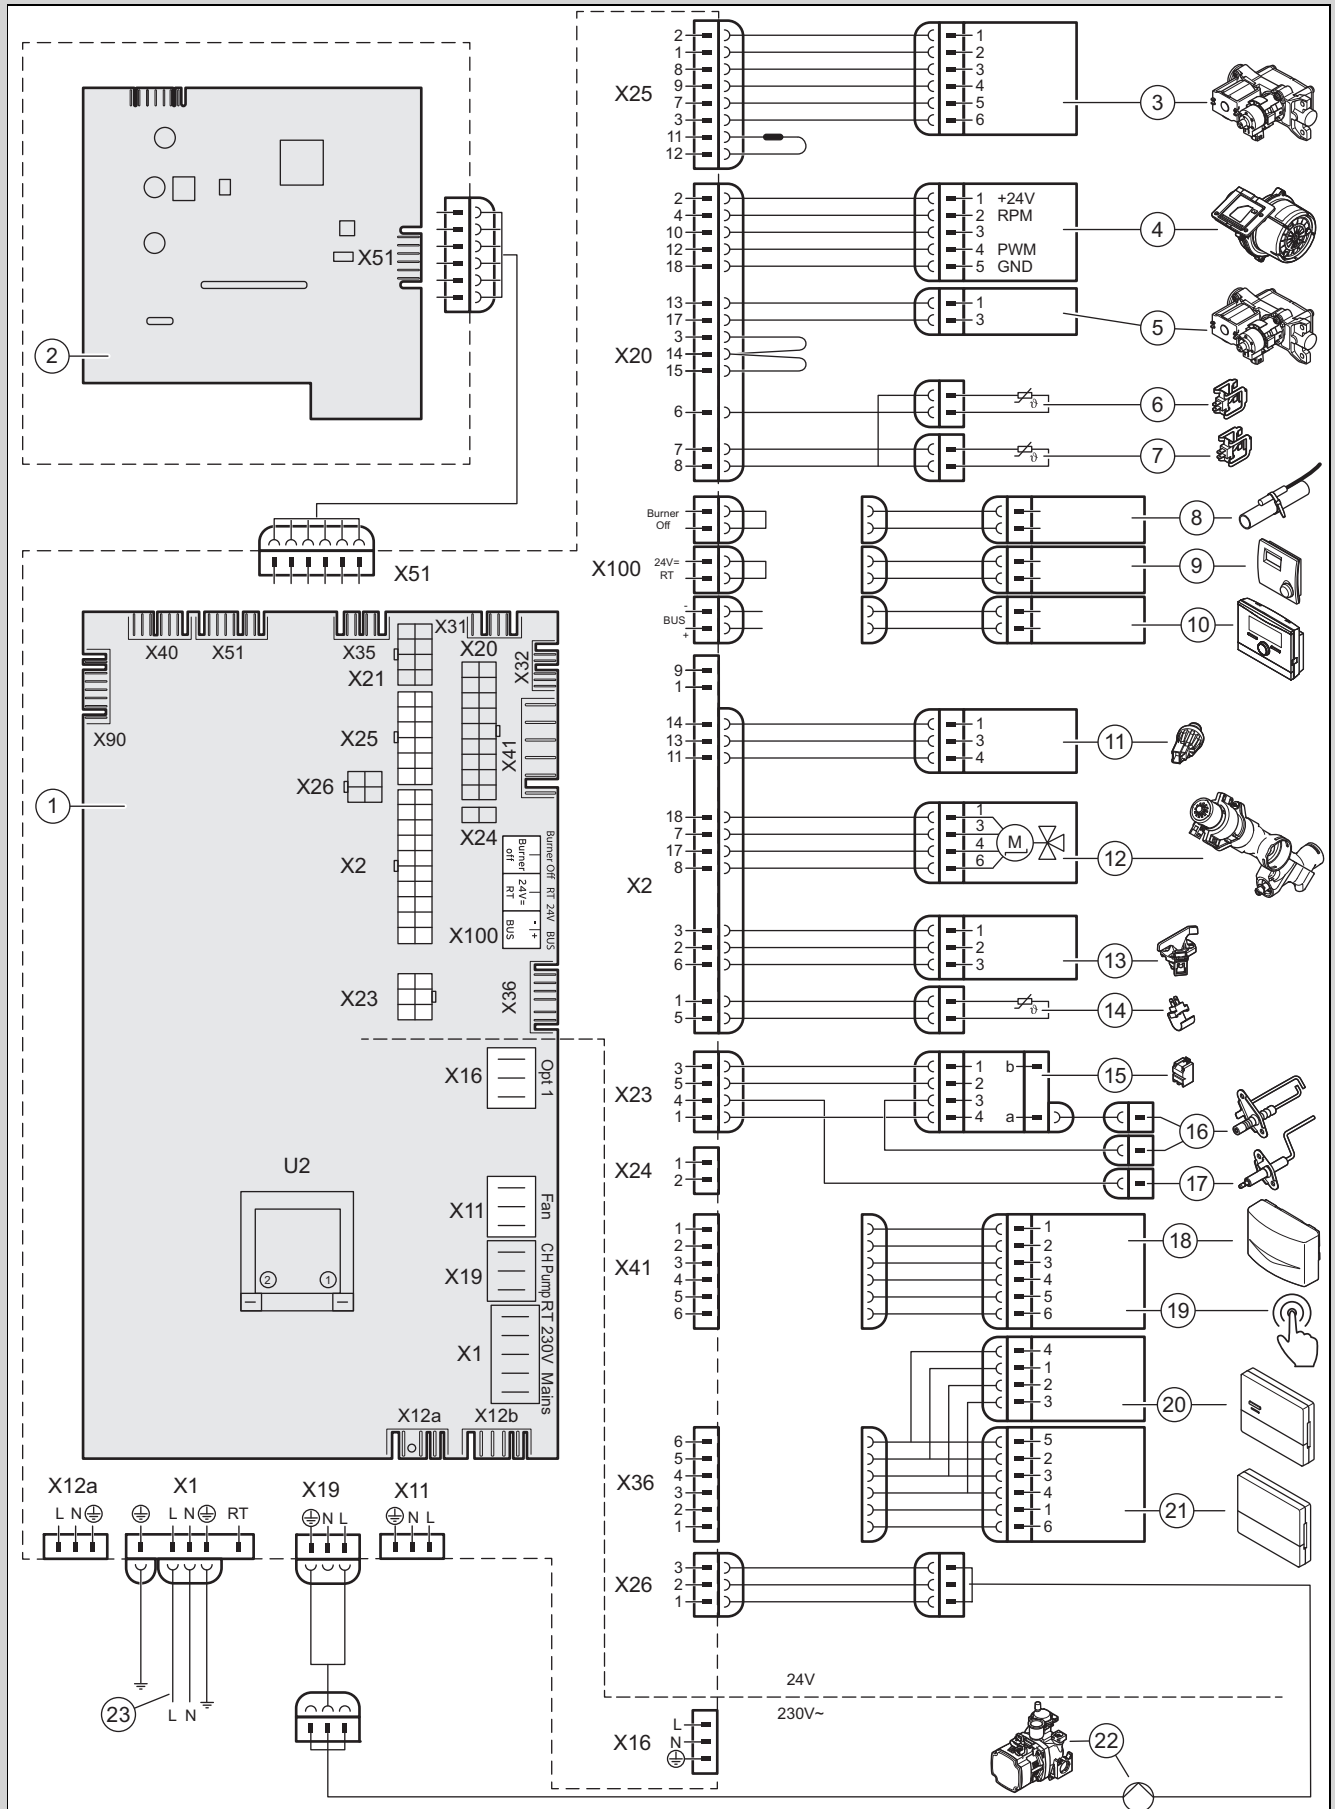 X25
2
1
8
9
7
3
11
12
1
2
3
4
5
6
3
X51
2
2
4
10
12
18
1 +24V
2 RPM
3
4 PWM
5 GND
4
X20
13
17
3
14
15
6
7
8
1
3
5
ϑ
6
ϑ
7
X51
X100
Burner
Off
8
24V=
RT
9
-
BUS
+
10
X40
X51
X35
X31
X21
X20
X32
X90
X25
X41
X26
1
X24
X2
Burner
off
24V=
RT
BUS
- +
Burner Off RT 24V BUS
X100
X23
X36
X16
Opt 1
U2
2
1
X11
Fan
X19
CH Pump
X1
RT 230V Mains
X12a
X12b
X2
9
1
14
13
11
1
3
4
11
18
7
17
8
1
3
4
6
M
12
3
2
6
1
2
3
13
1
5
ϑ
14
X23
3
5
4
1
1
2
3
4
b
a
15
16
17
X24
1
2
X41
1
2
3
4
5
6
1
2
3
4
5
6
18
19
4
1
2
3
20
X36
6
5
4
3
2
1
5
2
3
4
1
6
21
X26
3
2
1
X12a
L N
X1
L N
RT
X19
N L
X11
N L
23
L N
24V
230V~
X16
L
N
22